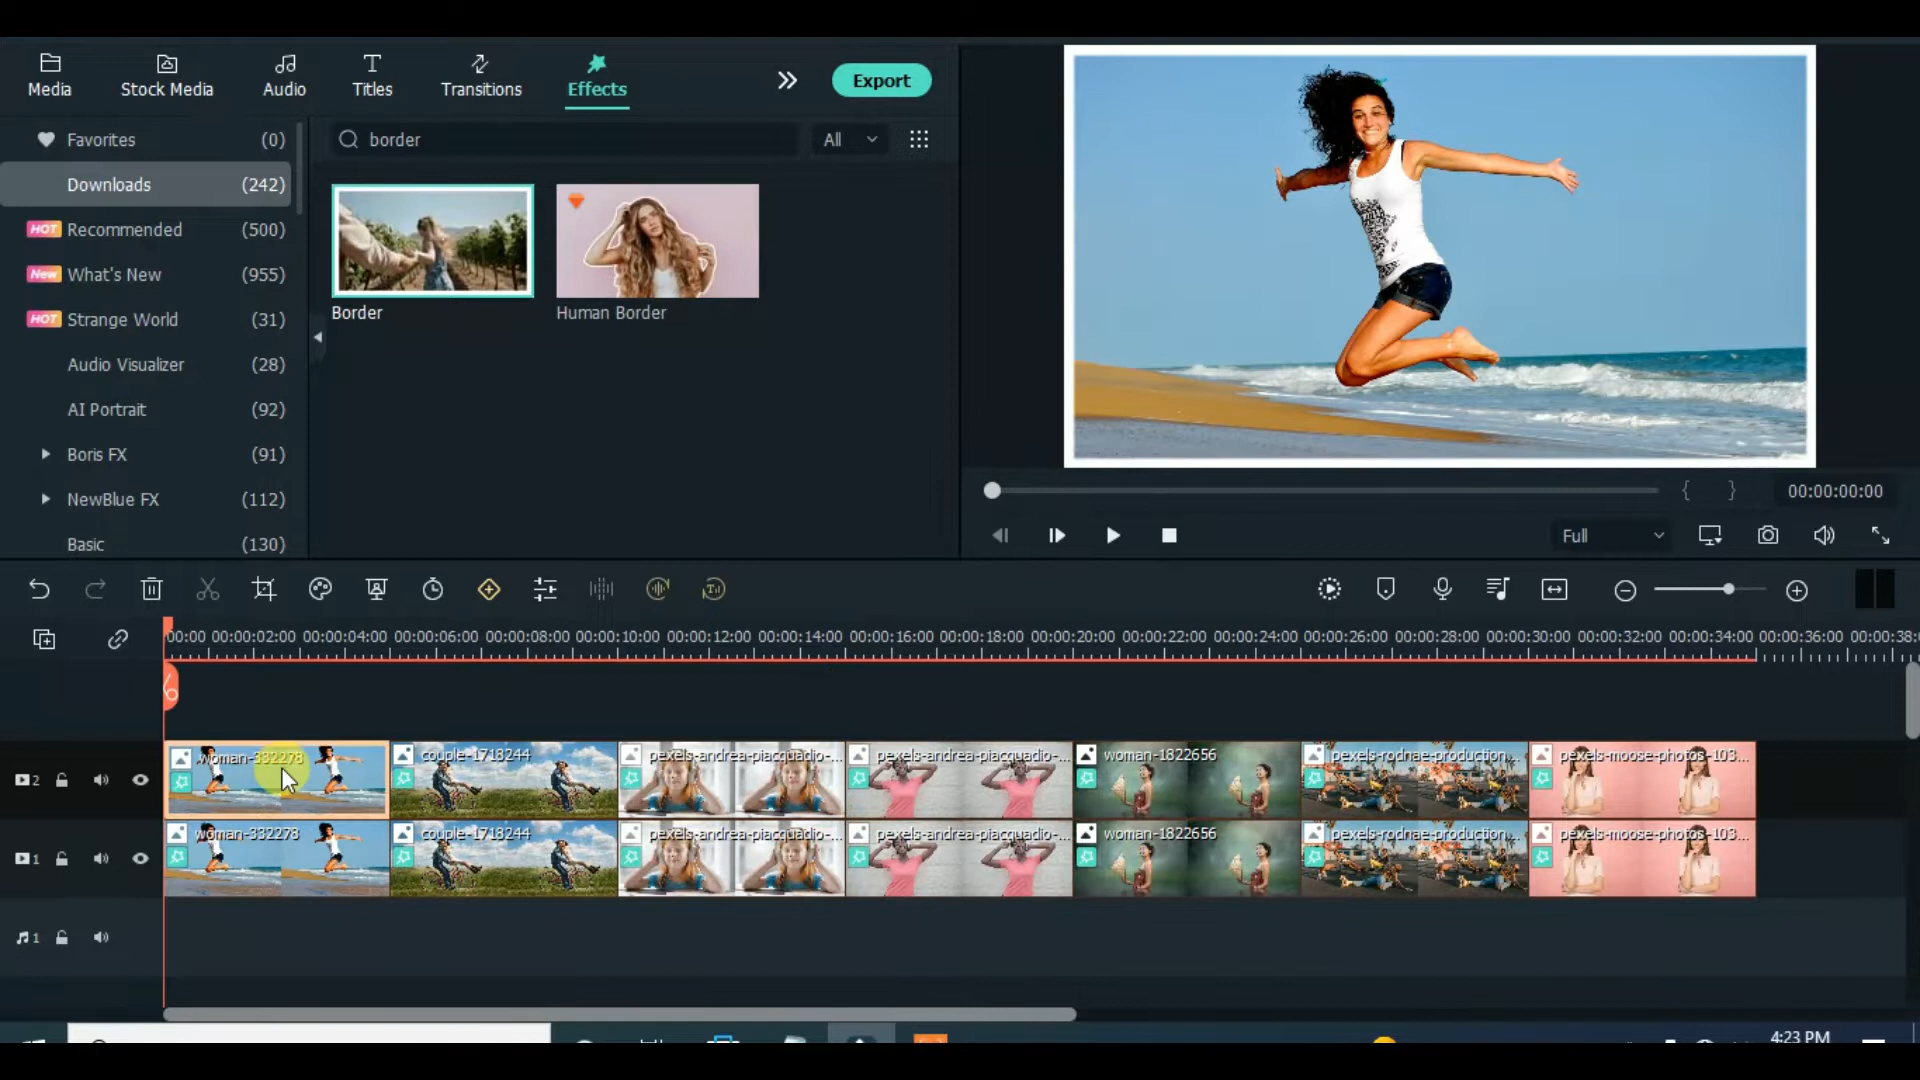 Media
Stock Media
Audio
Titles
Transitions
Effects
Export
Favorites (0)
Downloads (242)
HOT Recommended (500)
New What's New (955)
HOT Strange World (31)
Audio Visualizer (28)
AI Portrait (92)
Boris FX (91)
NewBlue FX (112)
Basic (130)
border
All
Border
Human Border
{ } 00:00:00:00
Full
00:00 00:00:02:00 00:00:04:00 00:00:06:00 00:00:08:00 00:00:10:00 00:00:12:00 00:00:14:00 00:00:16:00 00:00:18:00 00:00:20:00 00:00:22:00 00:00:24:00 00:00:26:00 00:00:28:00 00:00:30:00 00:00:32:00 00:00:34:00 00:00:36:00 00:00:38:
2
woman-332278 couple-1718244 pexels-andrea-piacquadio-... pexels-andrea-piacquadio-... woman-1822656 pexels-rodnae-production... pexels-moose-photos-103...
1
woman-332278 couple-1718244 pexels-andrea-piacquadio-... pexels-andrea-piacquadio-... woman-1822656 pexels-rodnae-production... pexels-moose-photos-103...
1
4:23 PM